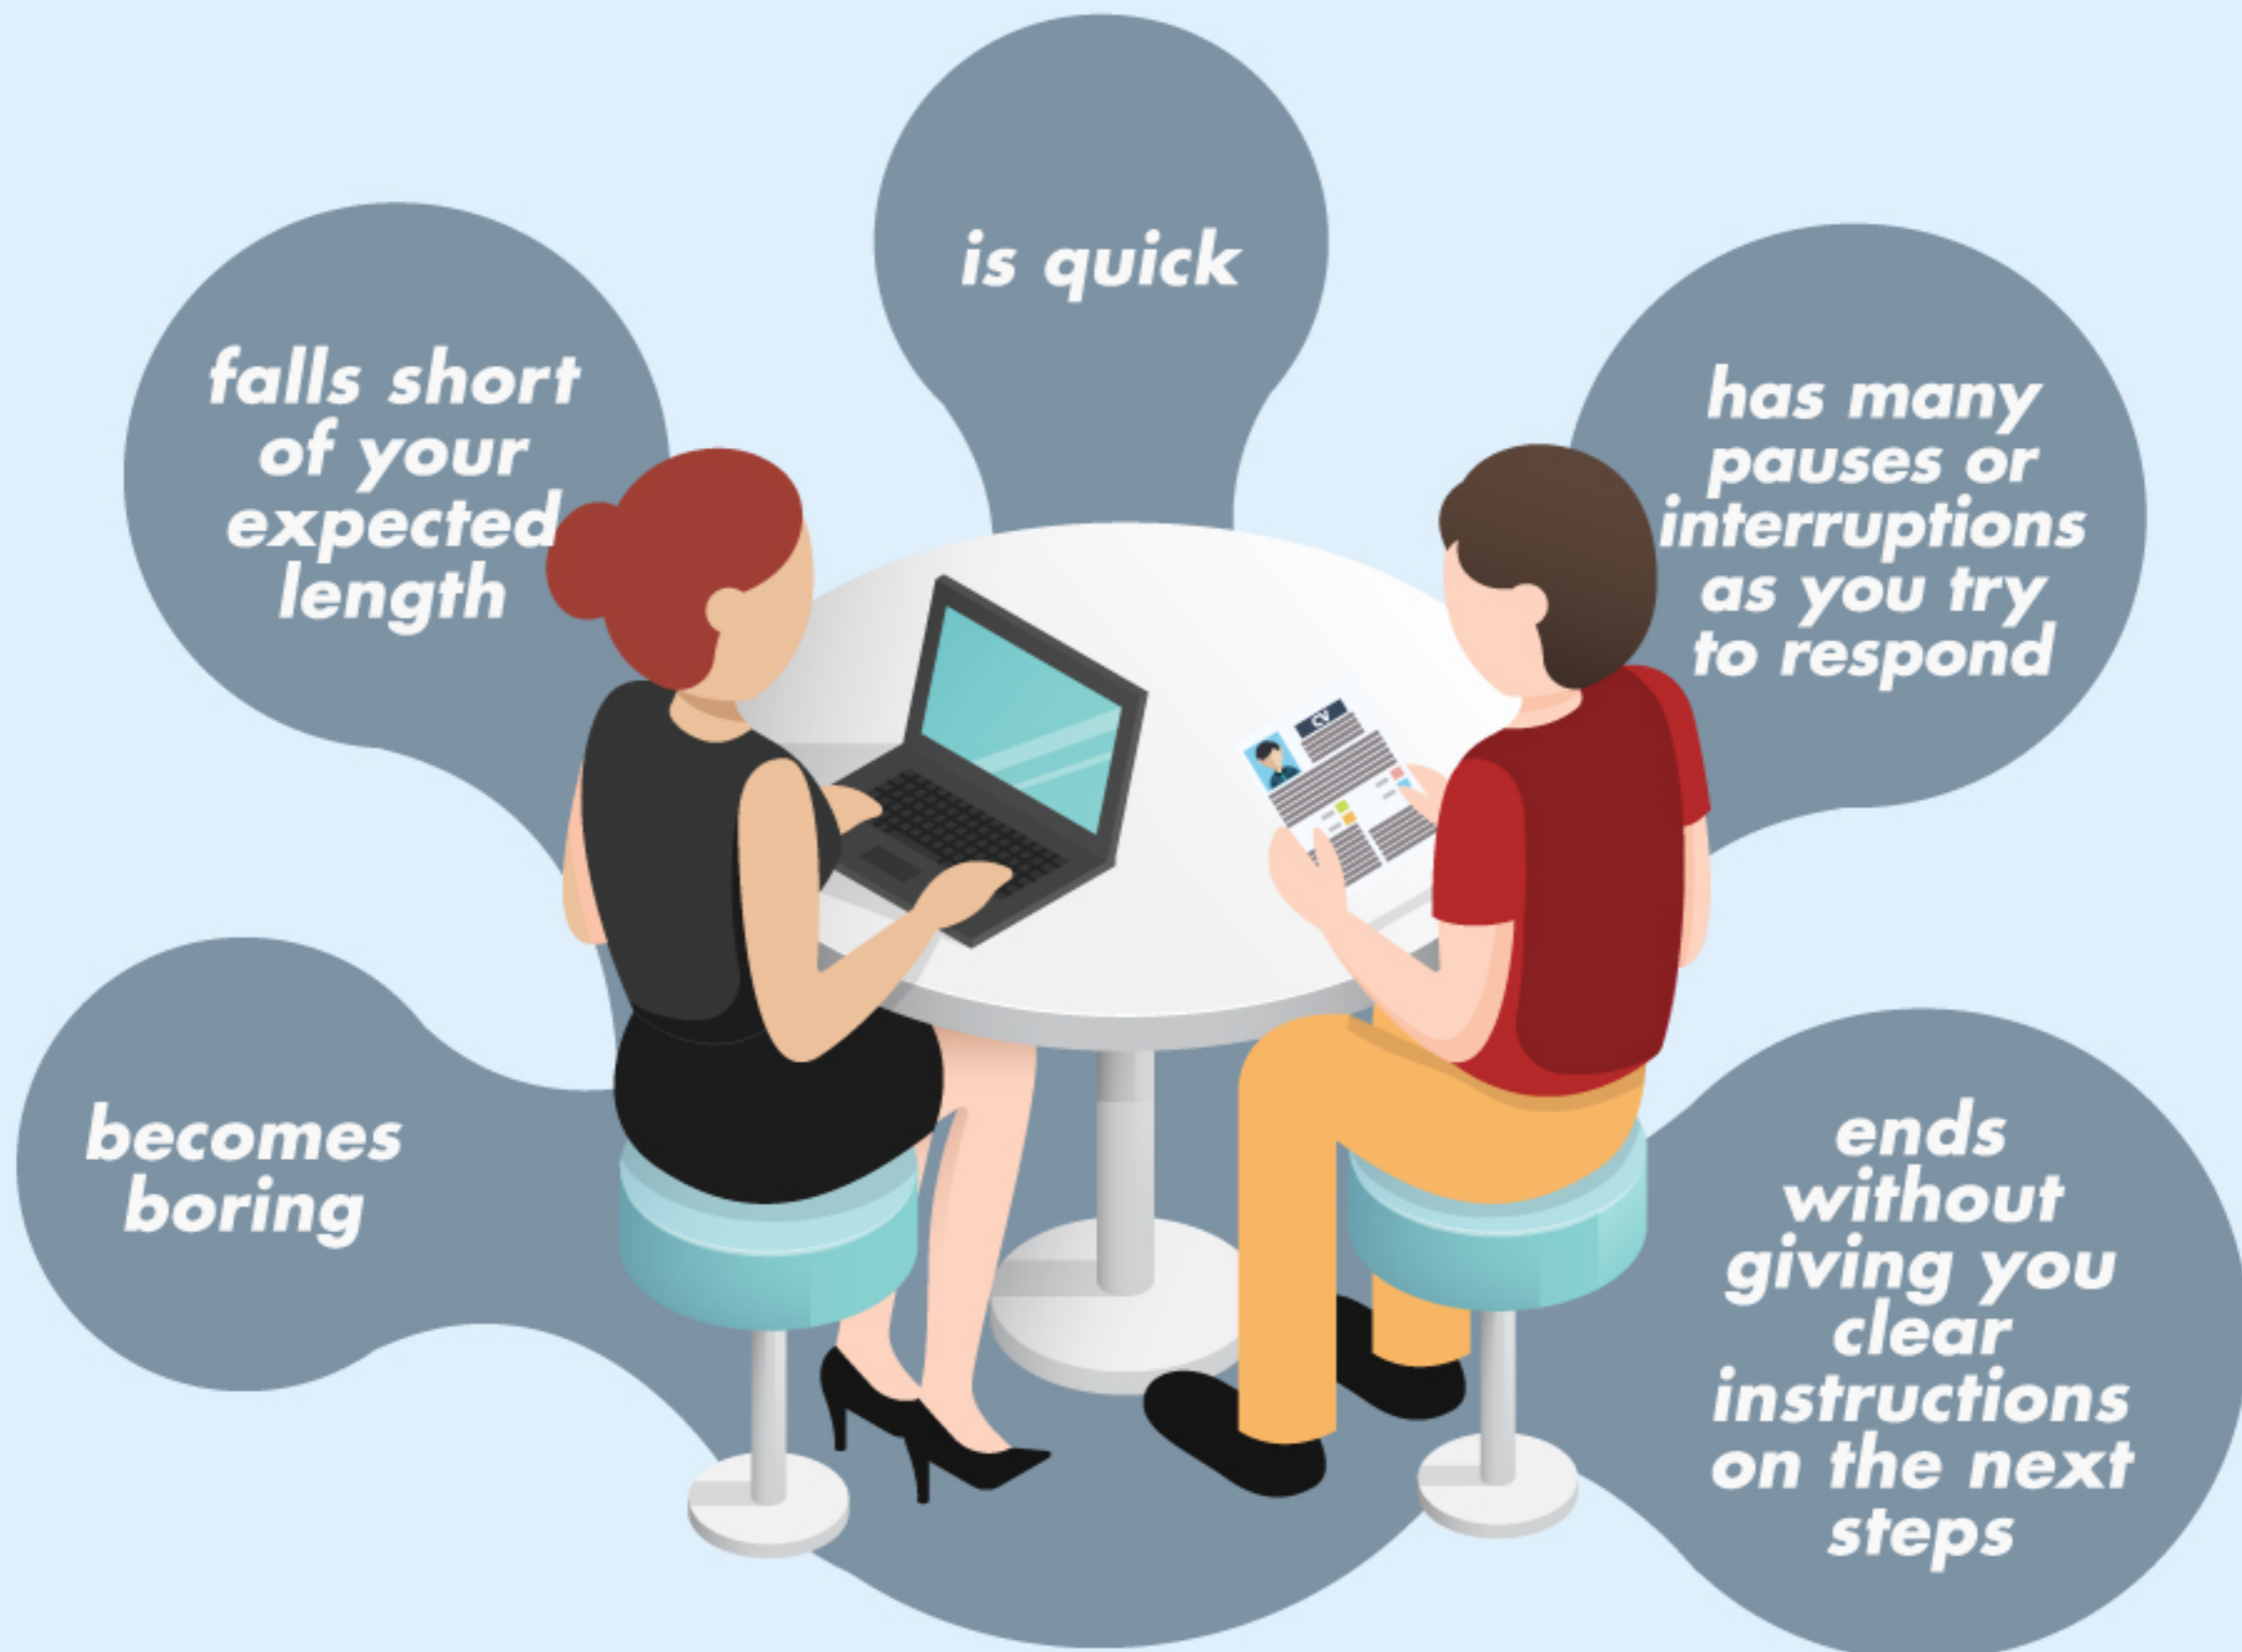 is quick
falls short
of your
expected
length
has many
pauses or
interruptions
as you try
to respond
CV
becomes
boring
ends
without
giving you
clear
instructions
on the next
steps